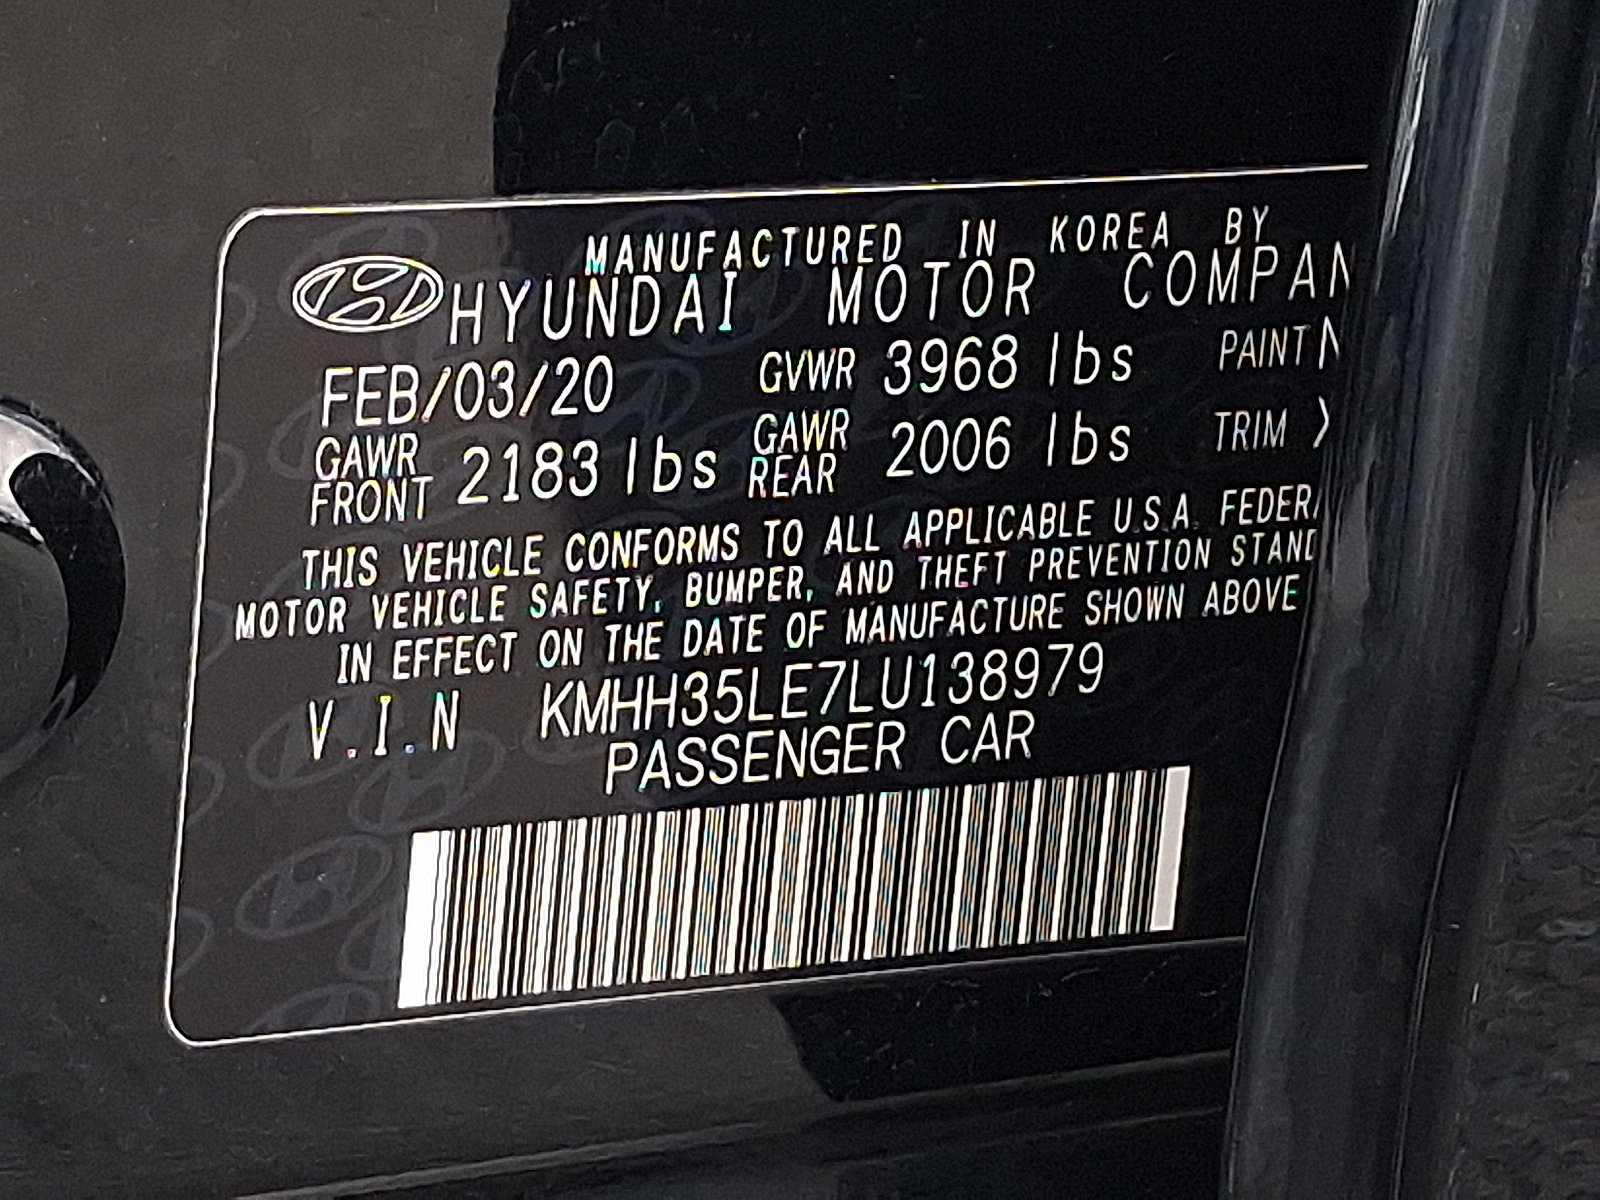 MANUFACTURED IN KOREA BY
HYUNDAI MOTOR COMPAN
FEB/03/20 GVWR 3968 lbs PAINT
GAWR FRONT 2183 lbs GAWR REAR 2006 lbs TRIM
THIS VEHICLE CONFORMS TO ALL APPLICABLE U.S.A. FEDERA
MOTOR VEHICLE SAFETY, BUMPER, AND THEFT PREVENTION STAND
IN EFFECT ON THE DATE OF MANUFACTURE SHOWN ABOVE
V.I.N KMHH35LE7LU138979
PASSENGER CAR